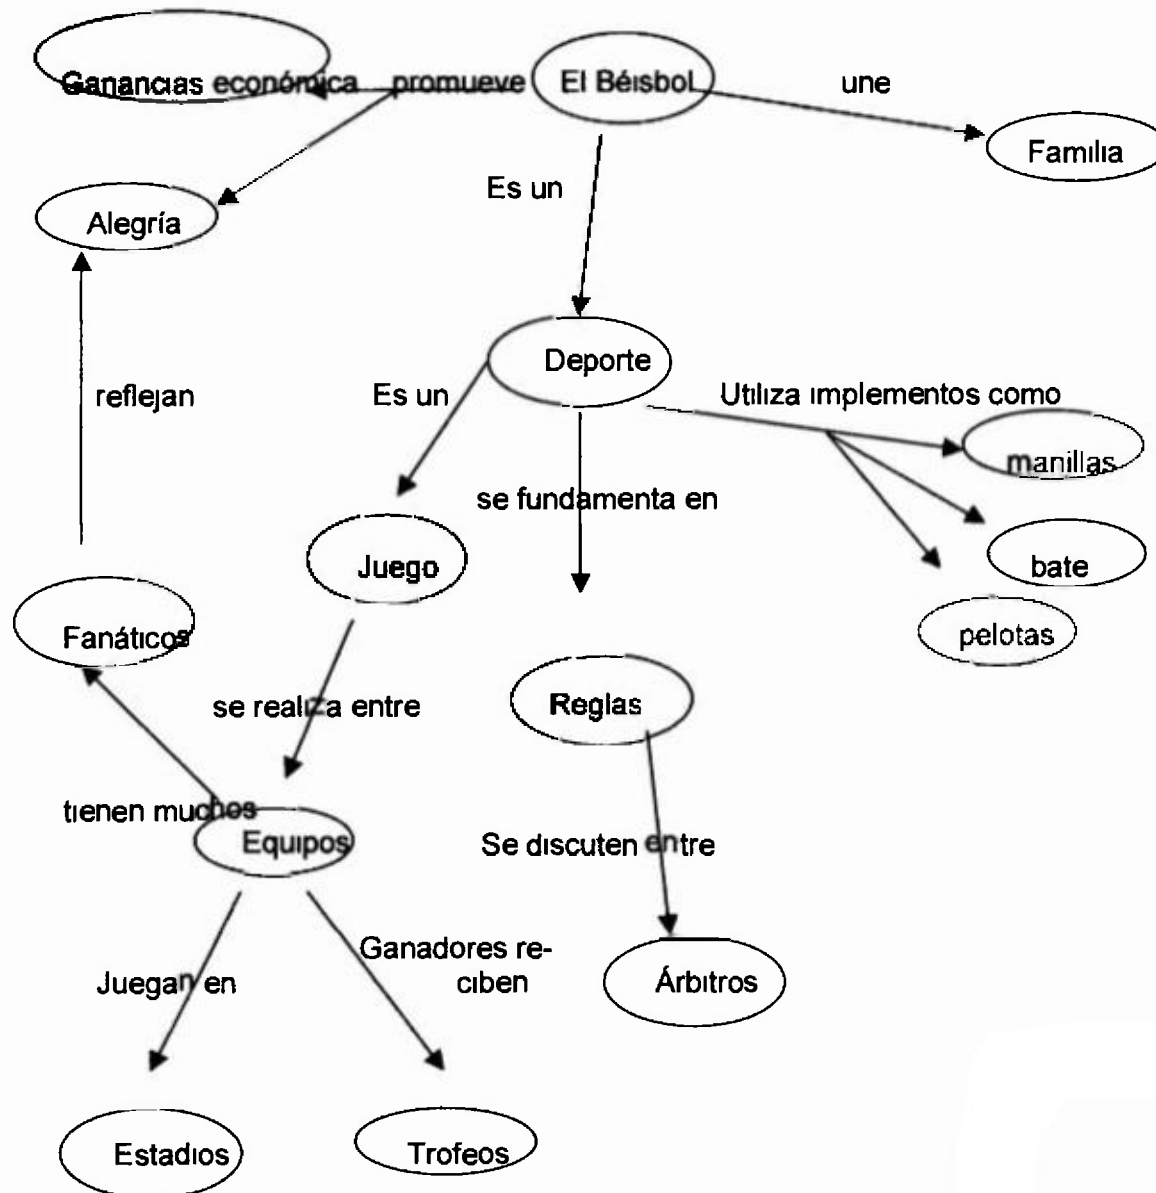 Ganancias económica promueve El Béisbol une
Familia
Es un
Alegría
Deporte
reflejan Es un Utiliza implementos como
manillas
se fundamenta en
Juego bate
Fanáticos pelotas
se realiza entre Reglas
tienen muchos
Equipos Se discuten entre
Ganadores re-
Juegan en ciben Árbitros
Estadios Trofeos